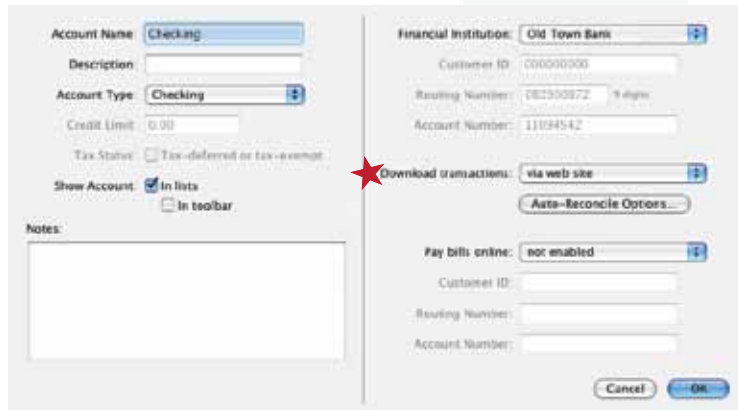 Account Name: Checking
Description:
Account Type: Checking
Credit Limit: 0.00
Tax Status: Tax-deferred or tax-exempt
Show Account: In lists
In toolbar
Notes:
Financial Institution: Old Town Bank
Customer ID: 000000000
Routing Number: 9 digits
Account Number: 11094542
Download transactions: via web site
Auto-Reconcile Options...
Pay bills online: not enabled
Customer ID:
Routing Number:
Account Number:
Cancel
OK